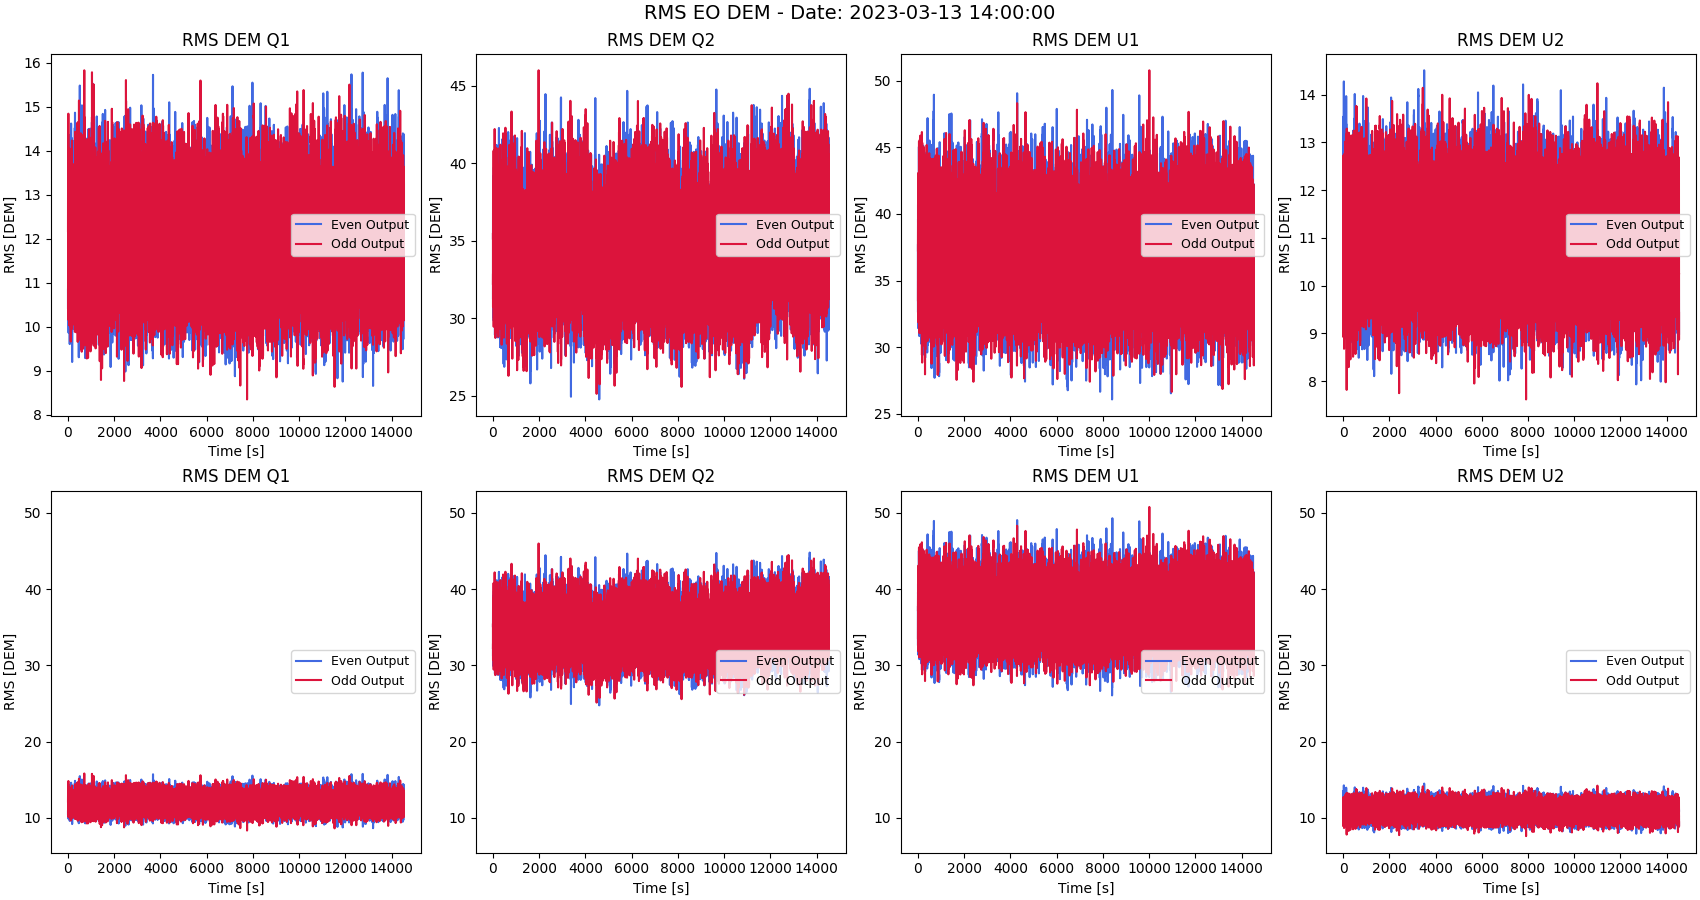 RMS EO DEM - Date: 2023-03-13 14:00:00
RMS DEM Q1
RMS [DEM]
16
15
14
13
12
11
10
9
8
0 2000 4000 6000 8000 10000 12000 14000
Time [s]
Even Output
Odd Output
RMS DEM Q2
RMS [DEM]
45
40
35
30
25
0 2000 4000 6000 8000 10000 12000 14000
Time [s]
Even Output
Odd Output
RMS DEM U1
RMS [DEM]
50
45
40
35
30
25
0 2000 4000 6000 8000 10000 12000 14000
Time [s]
Even Output
Odd Output
RMS DEM U2
RMS [DEM]
14
13
12
11
10
9
8
0 2000 4000 6000 8000 10000 12000 14000
Time [s]
Even Output
Odd Output
RMS DEM Q1
RMS [DEM]
50
40
30
20
10
0 2000 4000 6000 8000 10000 12000 14000
Time [s]
Even Output
Odd Output
RMS DEM Q2
RMS [DEM]
50
40
30
20
10
0 2000 4000 6000 8000 10000 12000 14000
Time [s]
Even Output
Odd Output
RMS DEM U1
RMS [DEM]
50
40
30
20
10
0 2000 4000 6000 8000 10000 12000 14000
Time [s]
Even Output
Odd Output
RMS DEM U2
RMS [DEM]
50
40
30
20
10
0 2000 4000 6000 8000 10000 12000 14000
Time [s]
Even Output
Odd Output